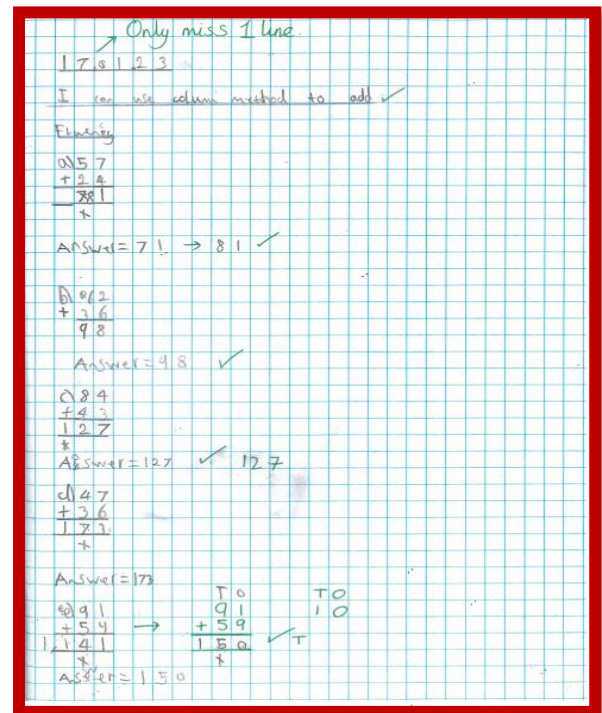 Only miss 1 line.
17.01.23
I can use column method to add ✓
Fluency
a) 57
+ 24
81
Answer = 71 → 81 ✓
b) 62
+ 36
98
Answer = 98 ✓
c) 84
+ 43
127
Answer = 127 ✓ 127
d) 47
+ 36
173
Answer = 173
T O T O
e) 91 → 91 10
+ 59 ✓ T
1,141 150
Answer = 150